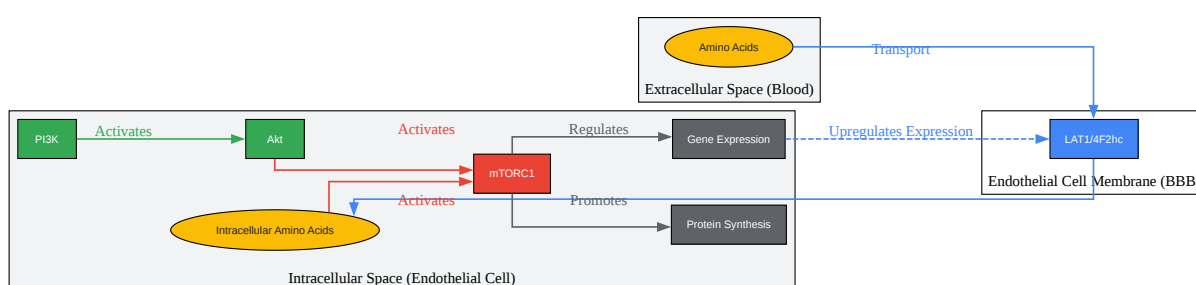 Amino Acids
Transport
Extracellular Space (Blood)
PI3K
Activates
Akt
Activates
Regulates
Gene Expression
Upregulates Expression
LAT1/4F2hc
mTORC1
Endothelial Cell Membrane (BBB
Activates
Promotes
Intracellular Amino Acids
Protein Synthesis
Intracellular Space (Endothelial Cell)